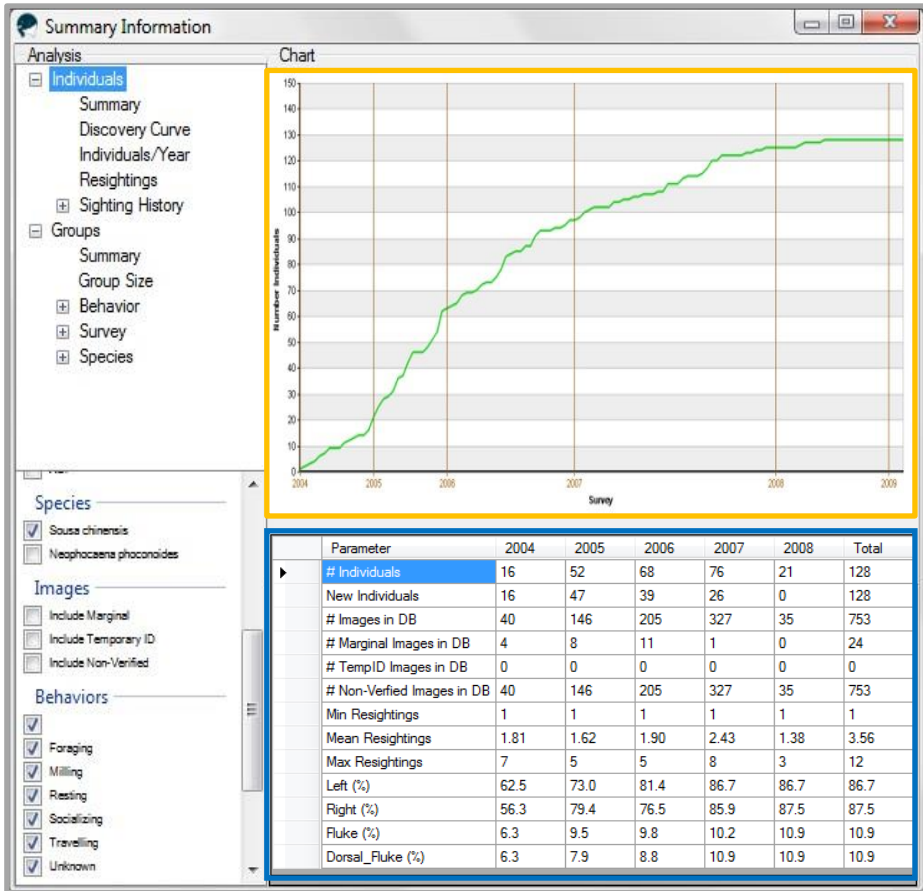 Summary Information
Analysis
Individuals
Summary
Discovery Curve
Individuals/Year
Resightings
Sighting History
Groups
Summary
Group Size
Behavior
Survey
Species
Species
Sousa chinensis
Neophocaena phoconoides
Images
Include Marginal
Include Temporary ID
Include Non-Verified
Behaviors
Foraging
Milling
Resting
Socializing
Travelling
Unknown
Chart
150
140
130
120
110
100
90
80
70
60
50
40
30
20
10
0
Number Individuals
2004 2005 2006 2007 2008 2009
Survey
Parameter 2004 2005 2006 2007 2008 Total
# Individuals 16 52 68 76 21 128
New Individuals 16 47 39 26 0 128
# Images in DB 40 146 205 327 35 753
# Marginal Images in DB 4 8 11 1 0 24
# TempID Images in DB 0 0 0 0 0 0
# Non-Verfied Images in DB 40 146 205 327 35 753
Min Resightings 1 1 1 1 1 1
Mean Resightings 1.81 1.62 1.90 2.43 1.38 3.56
Max Resightings 7 5 5 8 3 12
Left (%) 62.5 73.0 81.4 86.7 86.7 86.7
Right (%) 56.3 79.4 76.5 85.9 87.5 87.5
Fluke (%) 6.3 9.5 9.8 10.2 10.9 10.9
Dorsal_Fluke (%) 6.3 7.9 8.8 10.9 10.9 10.9